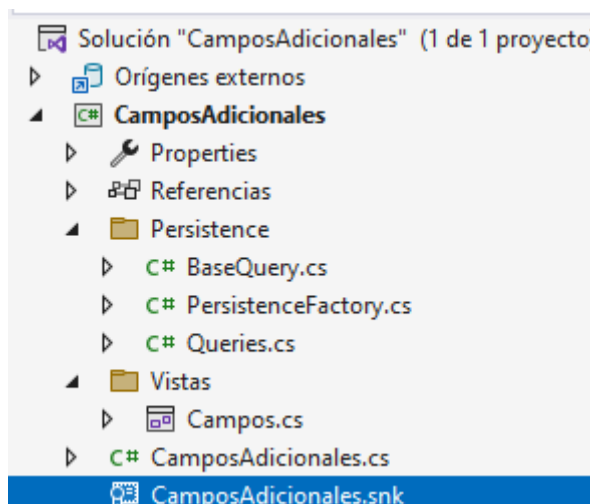 Solución "CamposAdicionales" (1 de 1 proyecto
Orígenes externos
C# CamposAdicionales
Properties
Referencias
Persistence
C# BaseQuery.cs
C# PersistenceFactory.cs
C# Queries.cs
Vistas
Campos.cs
C# CamposAdicionales.cs
CamposAdicionales.snk